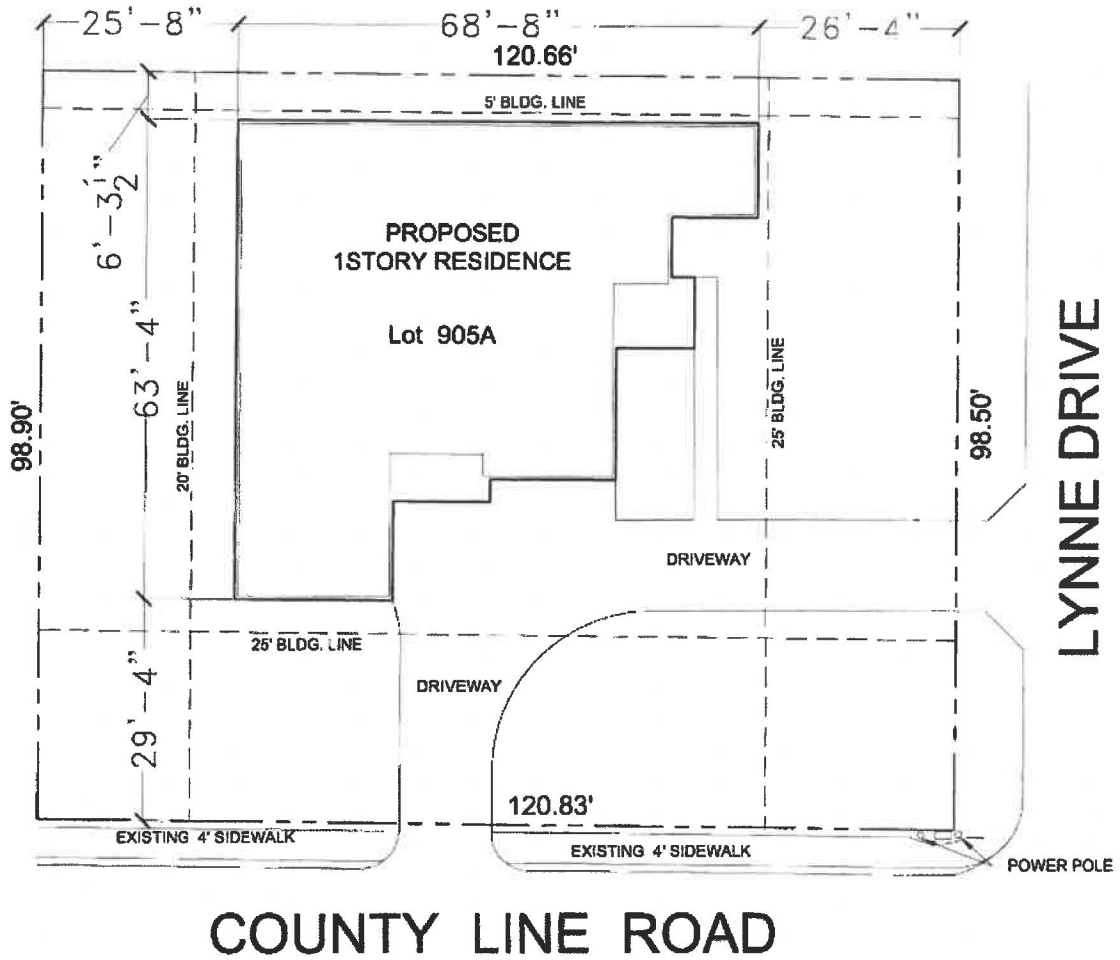 25'-8"
68'-8"
26'-4"
120.66'
5' BLDG. LINE
6'-3 1/2"
PROPOSED
1STORY RESIDENCE
Lot 905A
63'-4"
20' BLDG. LINE
25' BLDG. LINE
98.90'
98.50'
LYNNE DRIVE
DRIVEWAY
25' BLDG. LINE
DRIVEWAY
29'-4"
120.83'
EXISTING 4' SIDEWALK
EXISTING 4' SIDEWALK
POWER POLE
COUNTY LINE ROAD